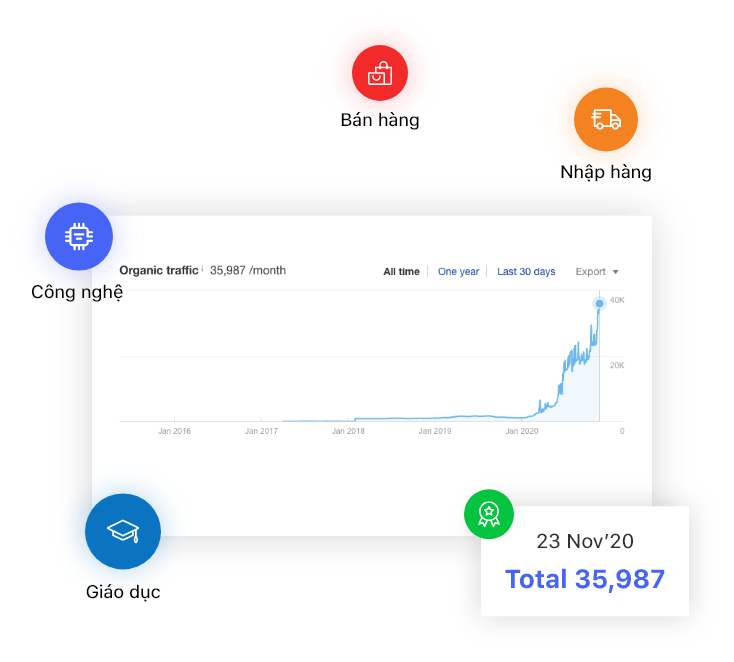 Bán hàng
Nhập hàng
Công nghệ
Organic traffic i 35,987 /month
All time One year Last 30 days Export
40K
20K
Jan 2016 Jan 2017 Jan 2018 Jan 2019 Jan 2020 0
Giáo dục
23 Nov’20
Total 35,987